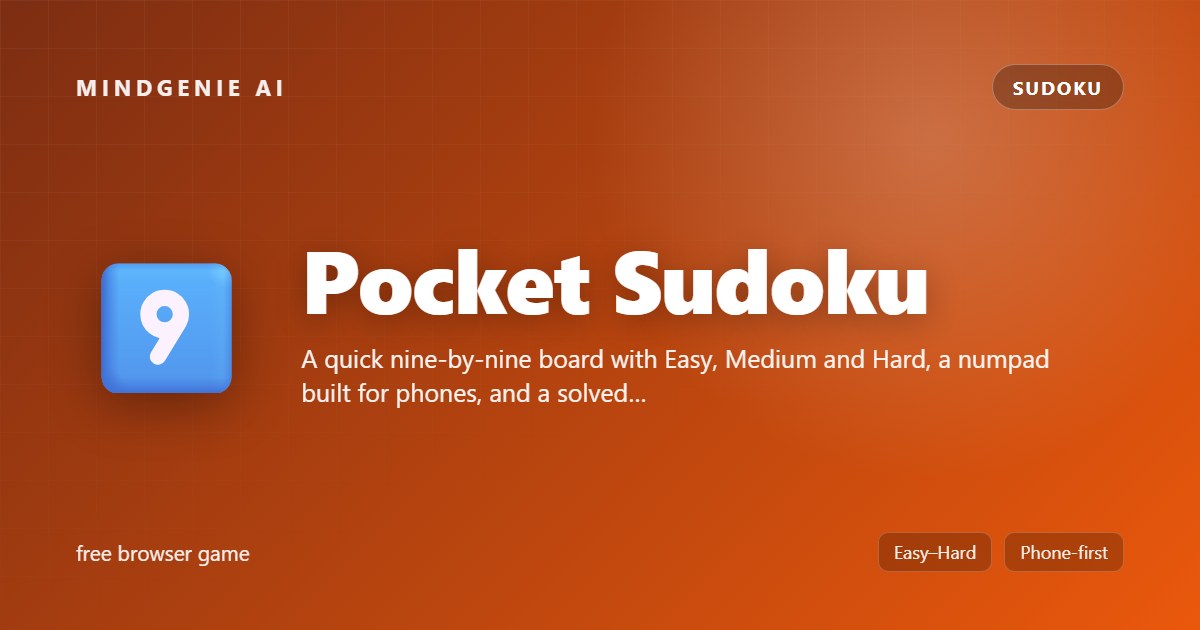 MINDGENIE AI
SUDOKU
9
Pocket Sudoku
A quick nine-by-nine board with Easy, Medium and Hard, a numpad
built for phones, and a solved...
free browser game
Easy–Hard
Phone-first